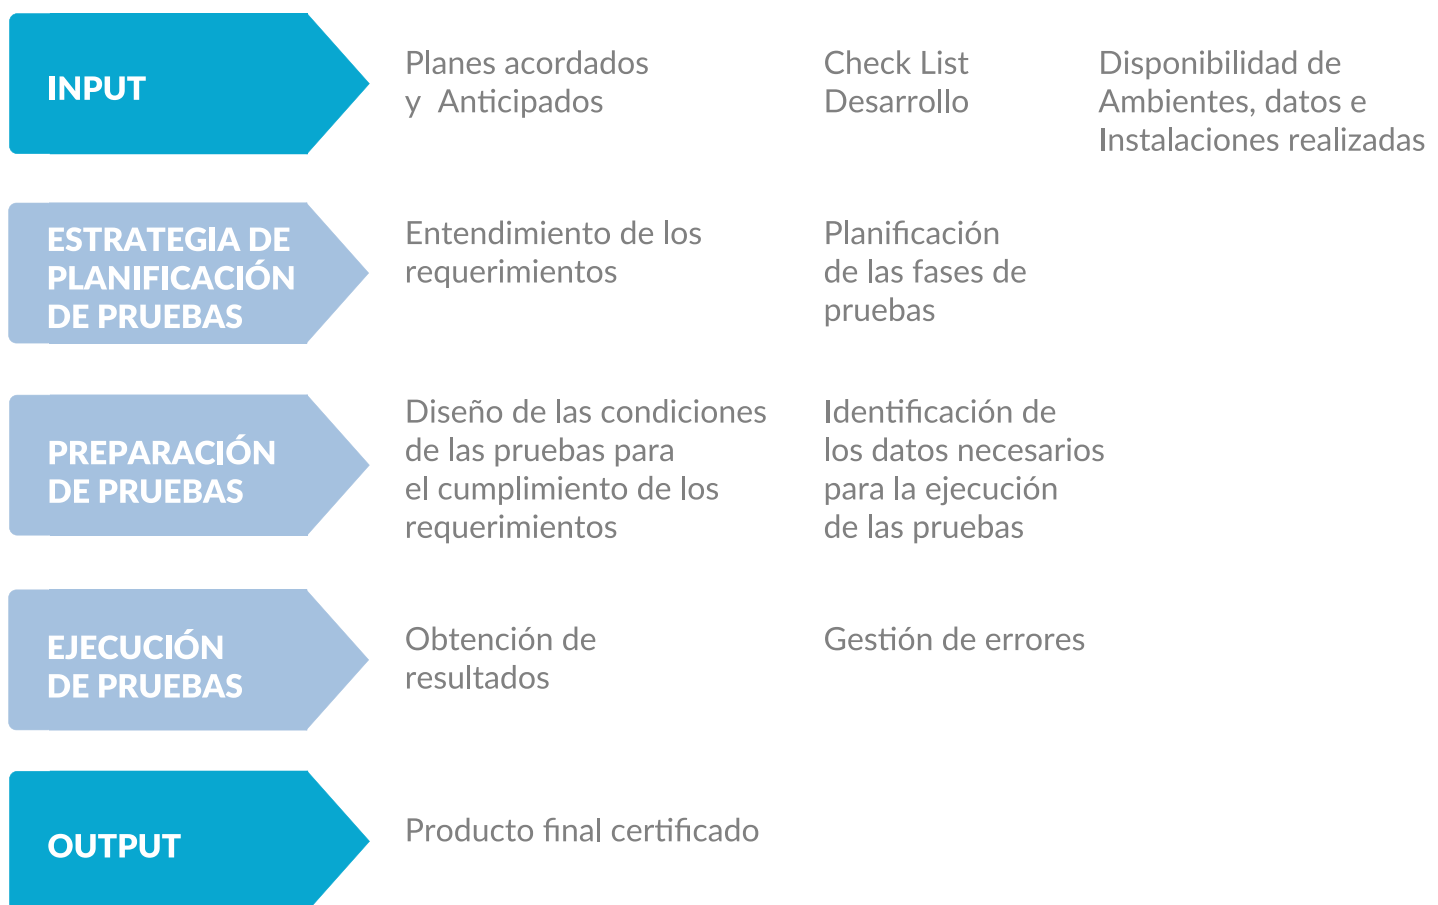 INPUT
Planes acordados
y Anticipados
Check List
Desarrollo
Disponibilidad de
Ambientes, datos e
Instalaciones realizadas
ESTRATEGIA DE
PLANIFICACIÓN
DE PRUEBAS
Entendimiento de los
requerimientos
Planificación
de las fases de
pruebas
PREPARACIÓN
DE PRUEBAS
Diseño de las condiciones
de las pruebas para
el cumplimiento de los
requerimientos
Identificación de
los datos necesarios
para la ejecución
de las pruebas
EJECUCIÓN
DE PRUEBAS
Obtención de
resultados
Gestión de errores
OUTPUT
Producto final certificado